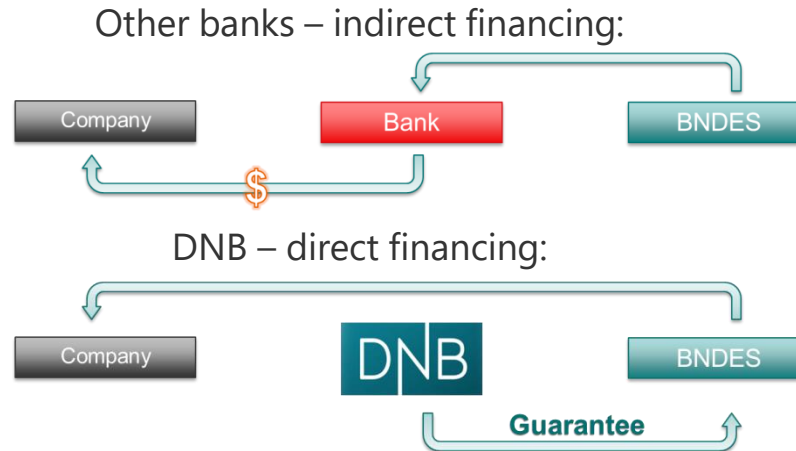 Other banks – indirect financing:
Company
Bank
BNDES
$
DNB – direct financing:
Company
DNB
BNDES
Guarantee